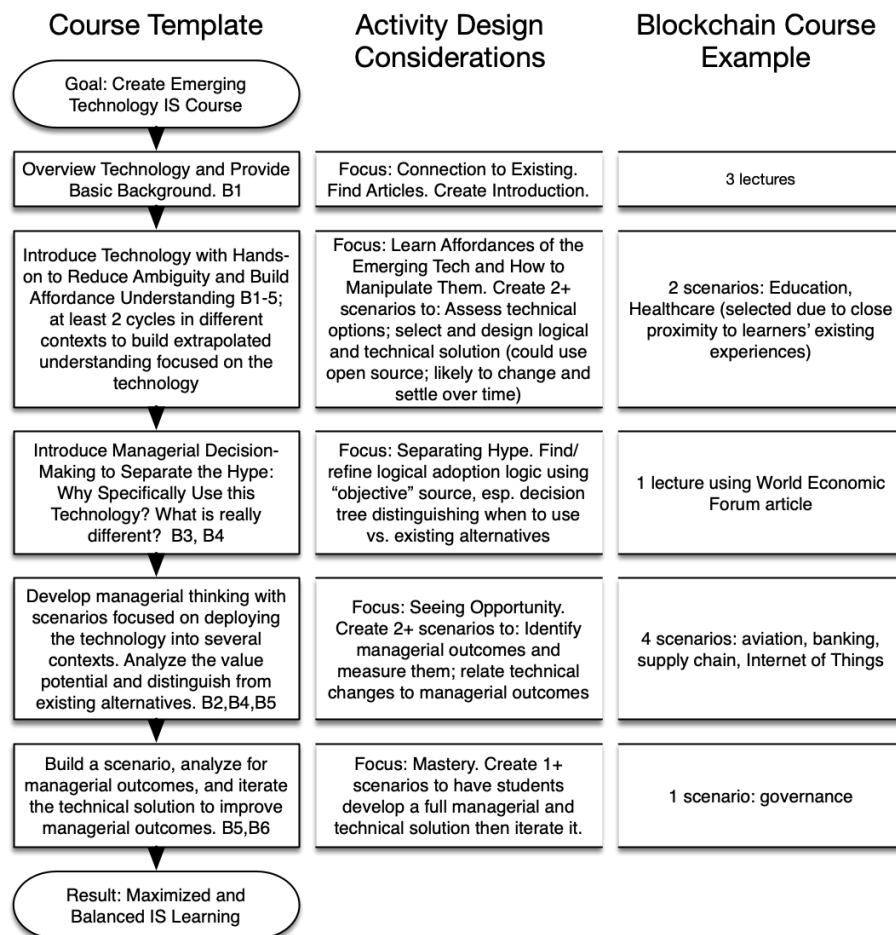 Course Template
Activity Design
Considerations
Blockchain Course
Example
Goal: Create Emerging
Technology IS Course
Overview Technology and Provide
Basic Background. B1
Focus: Connection to Existing.
Find Articles. Create Introduction.
3 lectures
Introduce Technology with Hands-
on to Reduce Ambiguity and Build
Affordance Understanding B1-5;
at least 2 cycles in different
contexts to build extrapolated
understanding focused on the
technology
Focus: Learn Affordances of the
Emerging Tech and How to
Manipulate Them. Create 2+
scenarios to: Assess technical
options; select and design logical
and technical solution (could use
open source; likely to change and
settle over time)
2 scenarios: Education,
Healthcare (selected due to close
proximity to learners’ existing
experiences)
Introduce Managerial Decision-
Making to Separate the Hype:
Why Specifically Use this
Technology? What is really
different? B3, B4
Focus: Separating Hype. Find/
refine logical adoption logic using
“objective” source, esp. decision
tree distinguishing when to use
vs. existing alternatives
1 lecture using World Economic
Forum article
Develop managerial thinking with
scenarios focused on deploying
the technology into several
contexts. Analyze the value
potential and distinguish from
existing alternatives. B2,B4,B5
Focus: Seeing Opportunity.
Create 2+ scenarios to: Identify
managerial outcomes and
measure them; relate technical
changes to managerial outcomes
4 scenarios: aviation, banking,
supply chain, Internet of Things
Build a scenario, analyze for
managerial outcomes, and iterate
the technical solution to improve
managerial outcomes. B5,B6
Focus: Mastery. Create 1+
scenarios to have students
develop a full managerial and
technical solution then iterate it.
1 scenario: governance
Result: Maximized and
Balanced IS Learning